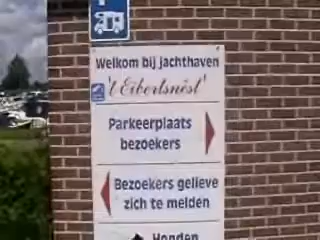 Welkom bij jachthaven
't Eibertsnêst'
Parkeerplaats
bezoekers
Bezoekers gelieve
zich te melden
Honden